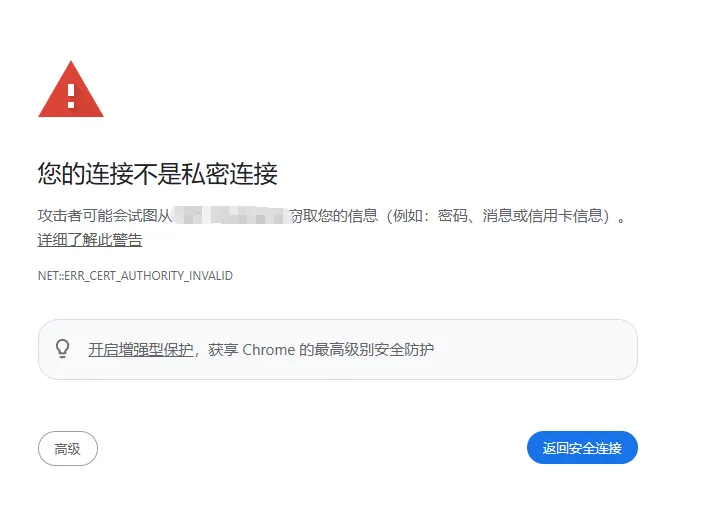 您的连接不是私密连接
攻击者可能会试图从窃取您的信息（例如：密码、消息或信用卡信息）。
详细了解此警告
NET::ERR_CERT_AUTHORITY_INVALID
开启增强型保护，获享 Chrome 的最高级别安全防护
高级
返回安全连接